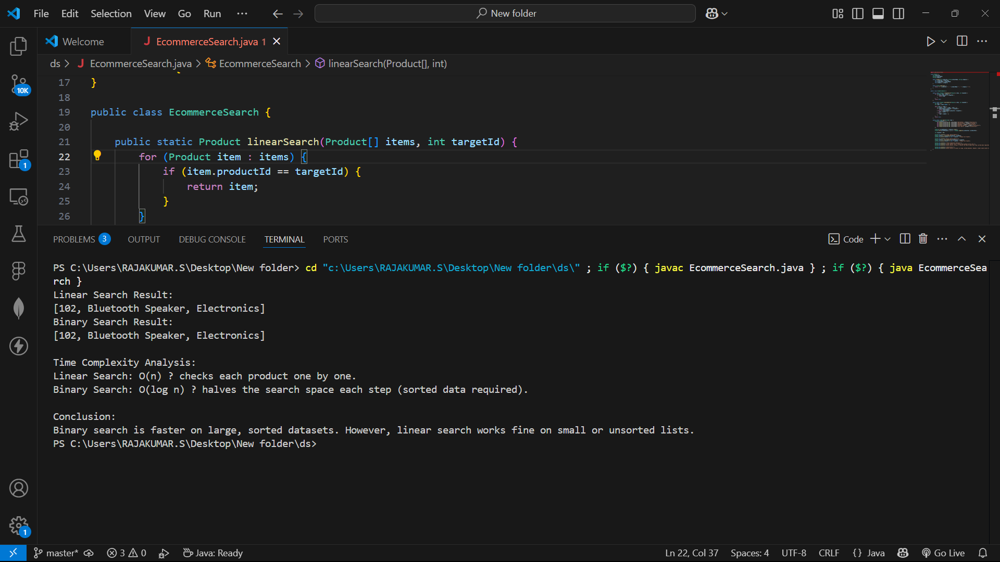 File Edit Selection View Go Run ··· New folder
Welcome EcommerceSearch.java 1
ds > EcommerceSearch.java > EcommerceSearch > linearSearch(Product[], int)
17 }
18
19 public class EcommerceSearch {
20
21 public static Product linearSearch(Product[] items, int targetId) {
22 for (Product item : items) {
23 if (item.productId == targetId) {
24 return item;
25 }
26 }
10K
1
PROBLEMS 3 OUTPUT DEBUG CONSOLE TERMINAL PORTS Code
PS C:\Users\RAJAKUMAR.S\Desktop\New folder> cd "c:\Users\RAJAKUMAR.S\Desktop\New folder\ds\" ; if ($?) { javac EcommerceSearch.java } ; if ($?) { java EcommerceSea
rch }
Linear Search Result:
[102, Bluetooth Speaker, Electronics]
Binary Search Result:
[102, Bluetooth Speaker, Electronics]
Time Complexity Analysis:
Linear Search: O(n) ? checks each product one by one.
Binary Search: O(log n) ? halves the search space each step (sorted data required).
Conclusion:
Binary search is faster on large, sorted datasets. However, linear search works fine on small or unsorted lists.
PS C:\Users\RAJAKUMAR.S\Desktop\New folder\ds>
1
master* 3 0 Java: Ready Ln 22, Col 37 Spaces: 4 UTF-8 CRLF {} Java Go Live